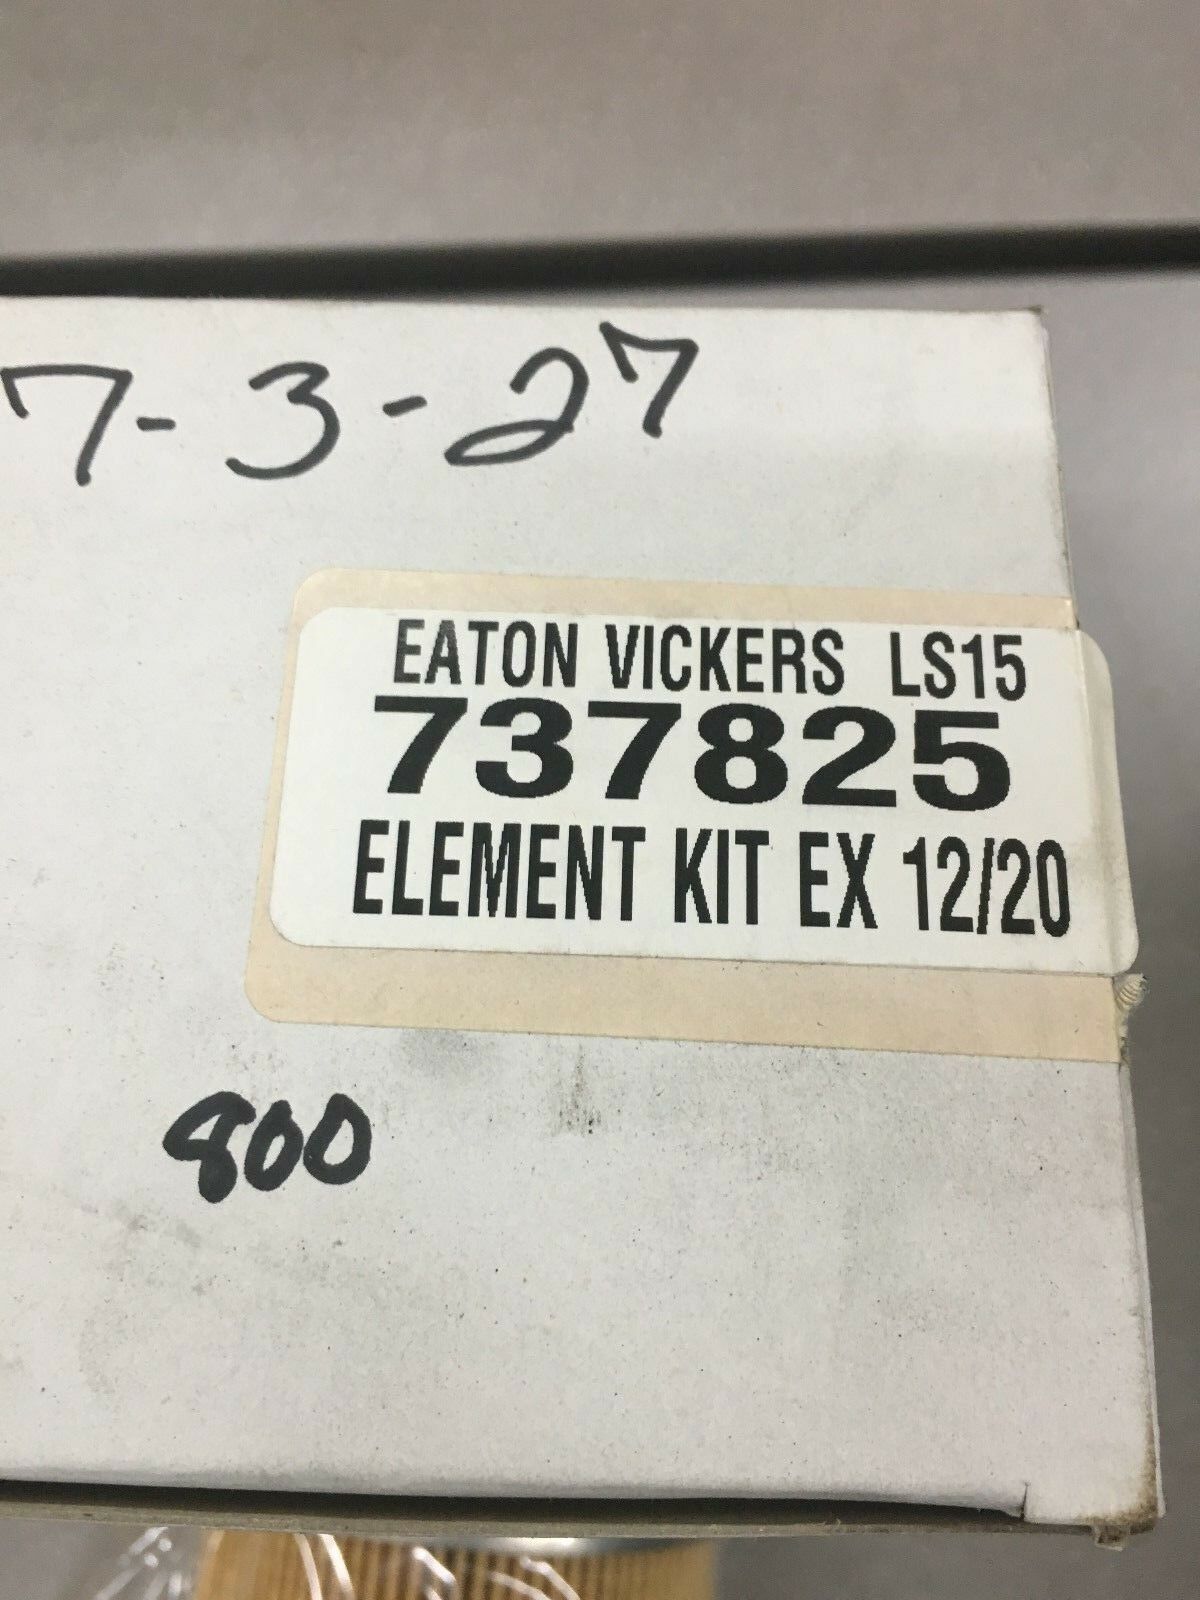 7-3-27
EATON VICKERS LS15
737825
ELEMENT KIT EX 12/20
800